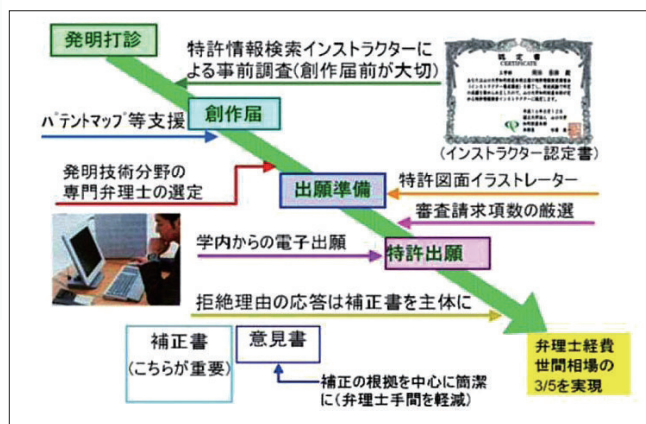 発明打診
特許情報検索インストラクターに
よる事前調査(創作届前が大切)
認定書
CERTIFICATE
創作届
パテントマップ等支援
(インストラクター認定書)
発明技術分野の
専門弁理士の選定
出願準備
特許図面イラストレーター
審査請求項数の厳選
学内からの電子出願
特許出願
拒絶理由の応答は補正書を主体に
補正書
(こちらが重要)
意見書
補正の根拠を中心に簡潔
に(弁理士手間を軽減)
弁理士経費
世間相場の
3/5を実現